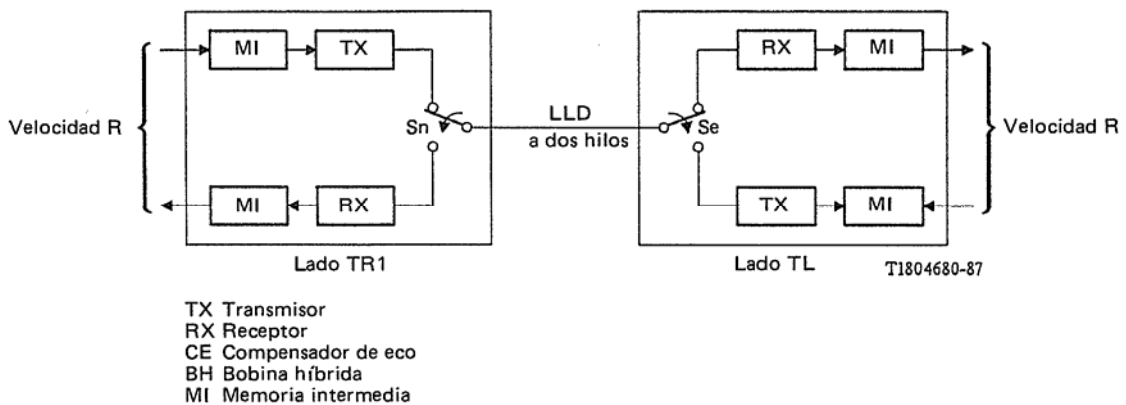 MI
TX
RX
MI
Velocidad R
Sn
LLD
a dos hilos
Se
Velocidad R
MI
RX
TX
MI
Lado TR1
Lado TL
T1804680-87
TX Transmisor
RX Receptor
CE Compensador de eco
BH Bobina híbrida
MI Memoria intermedia